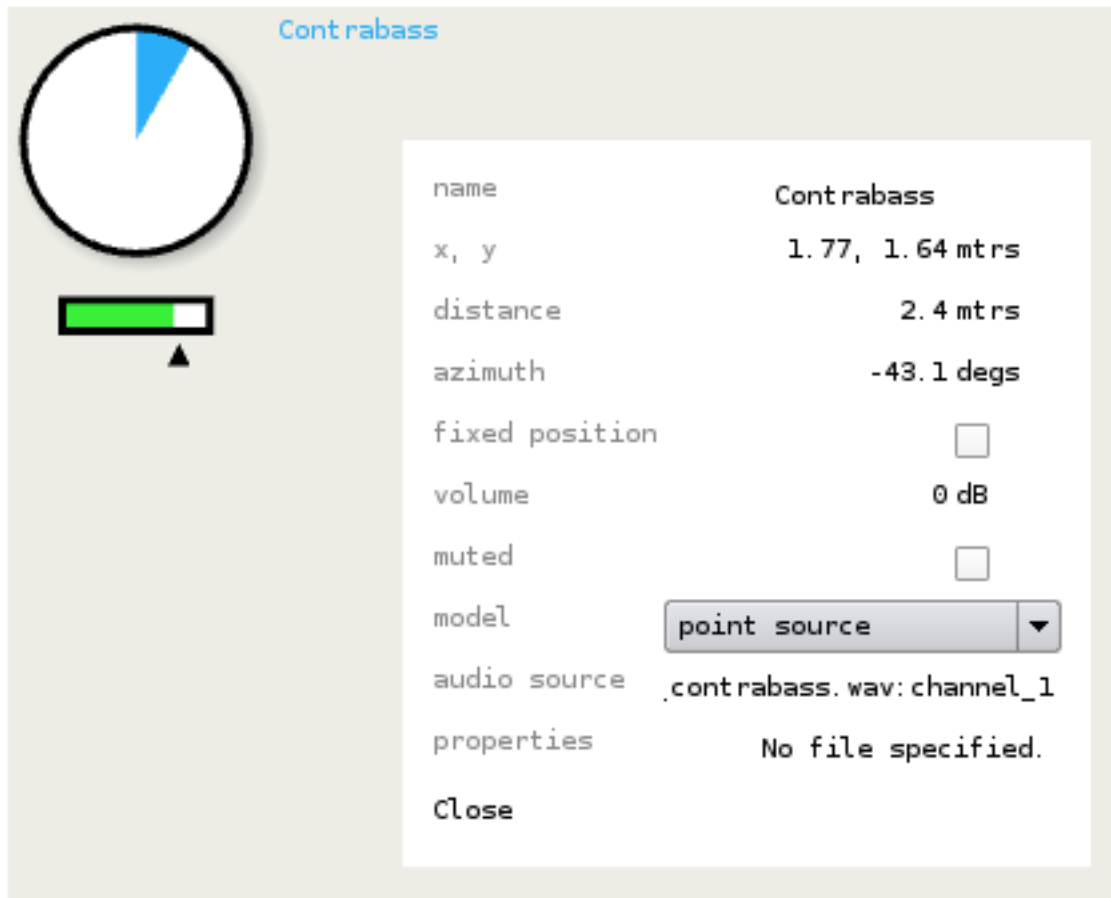 Contrabass
name Contrabass
x, y 1.77, 1.64 mtrs
distance 2.4 mtrs
azimuth -43.1 degs
fixed position
volume 0 dB
muted
model point source
audio source contrabass.wav:channel_1
properties No file specified.
Close